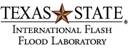 TEXAS STATE®
INTERNATIONAL FLASH
FLOOD LABORATORY